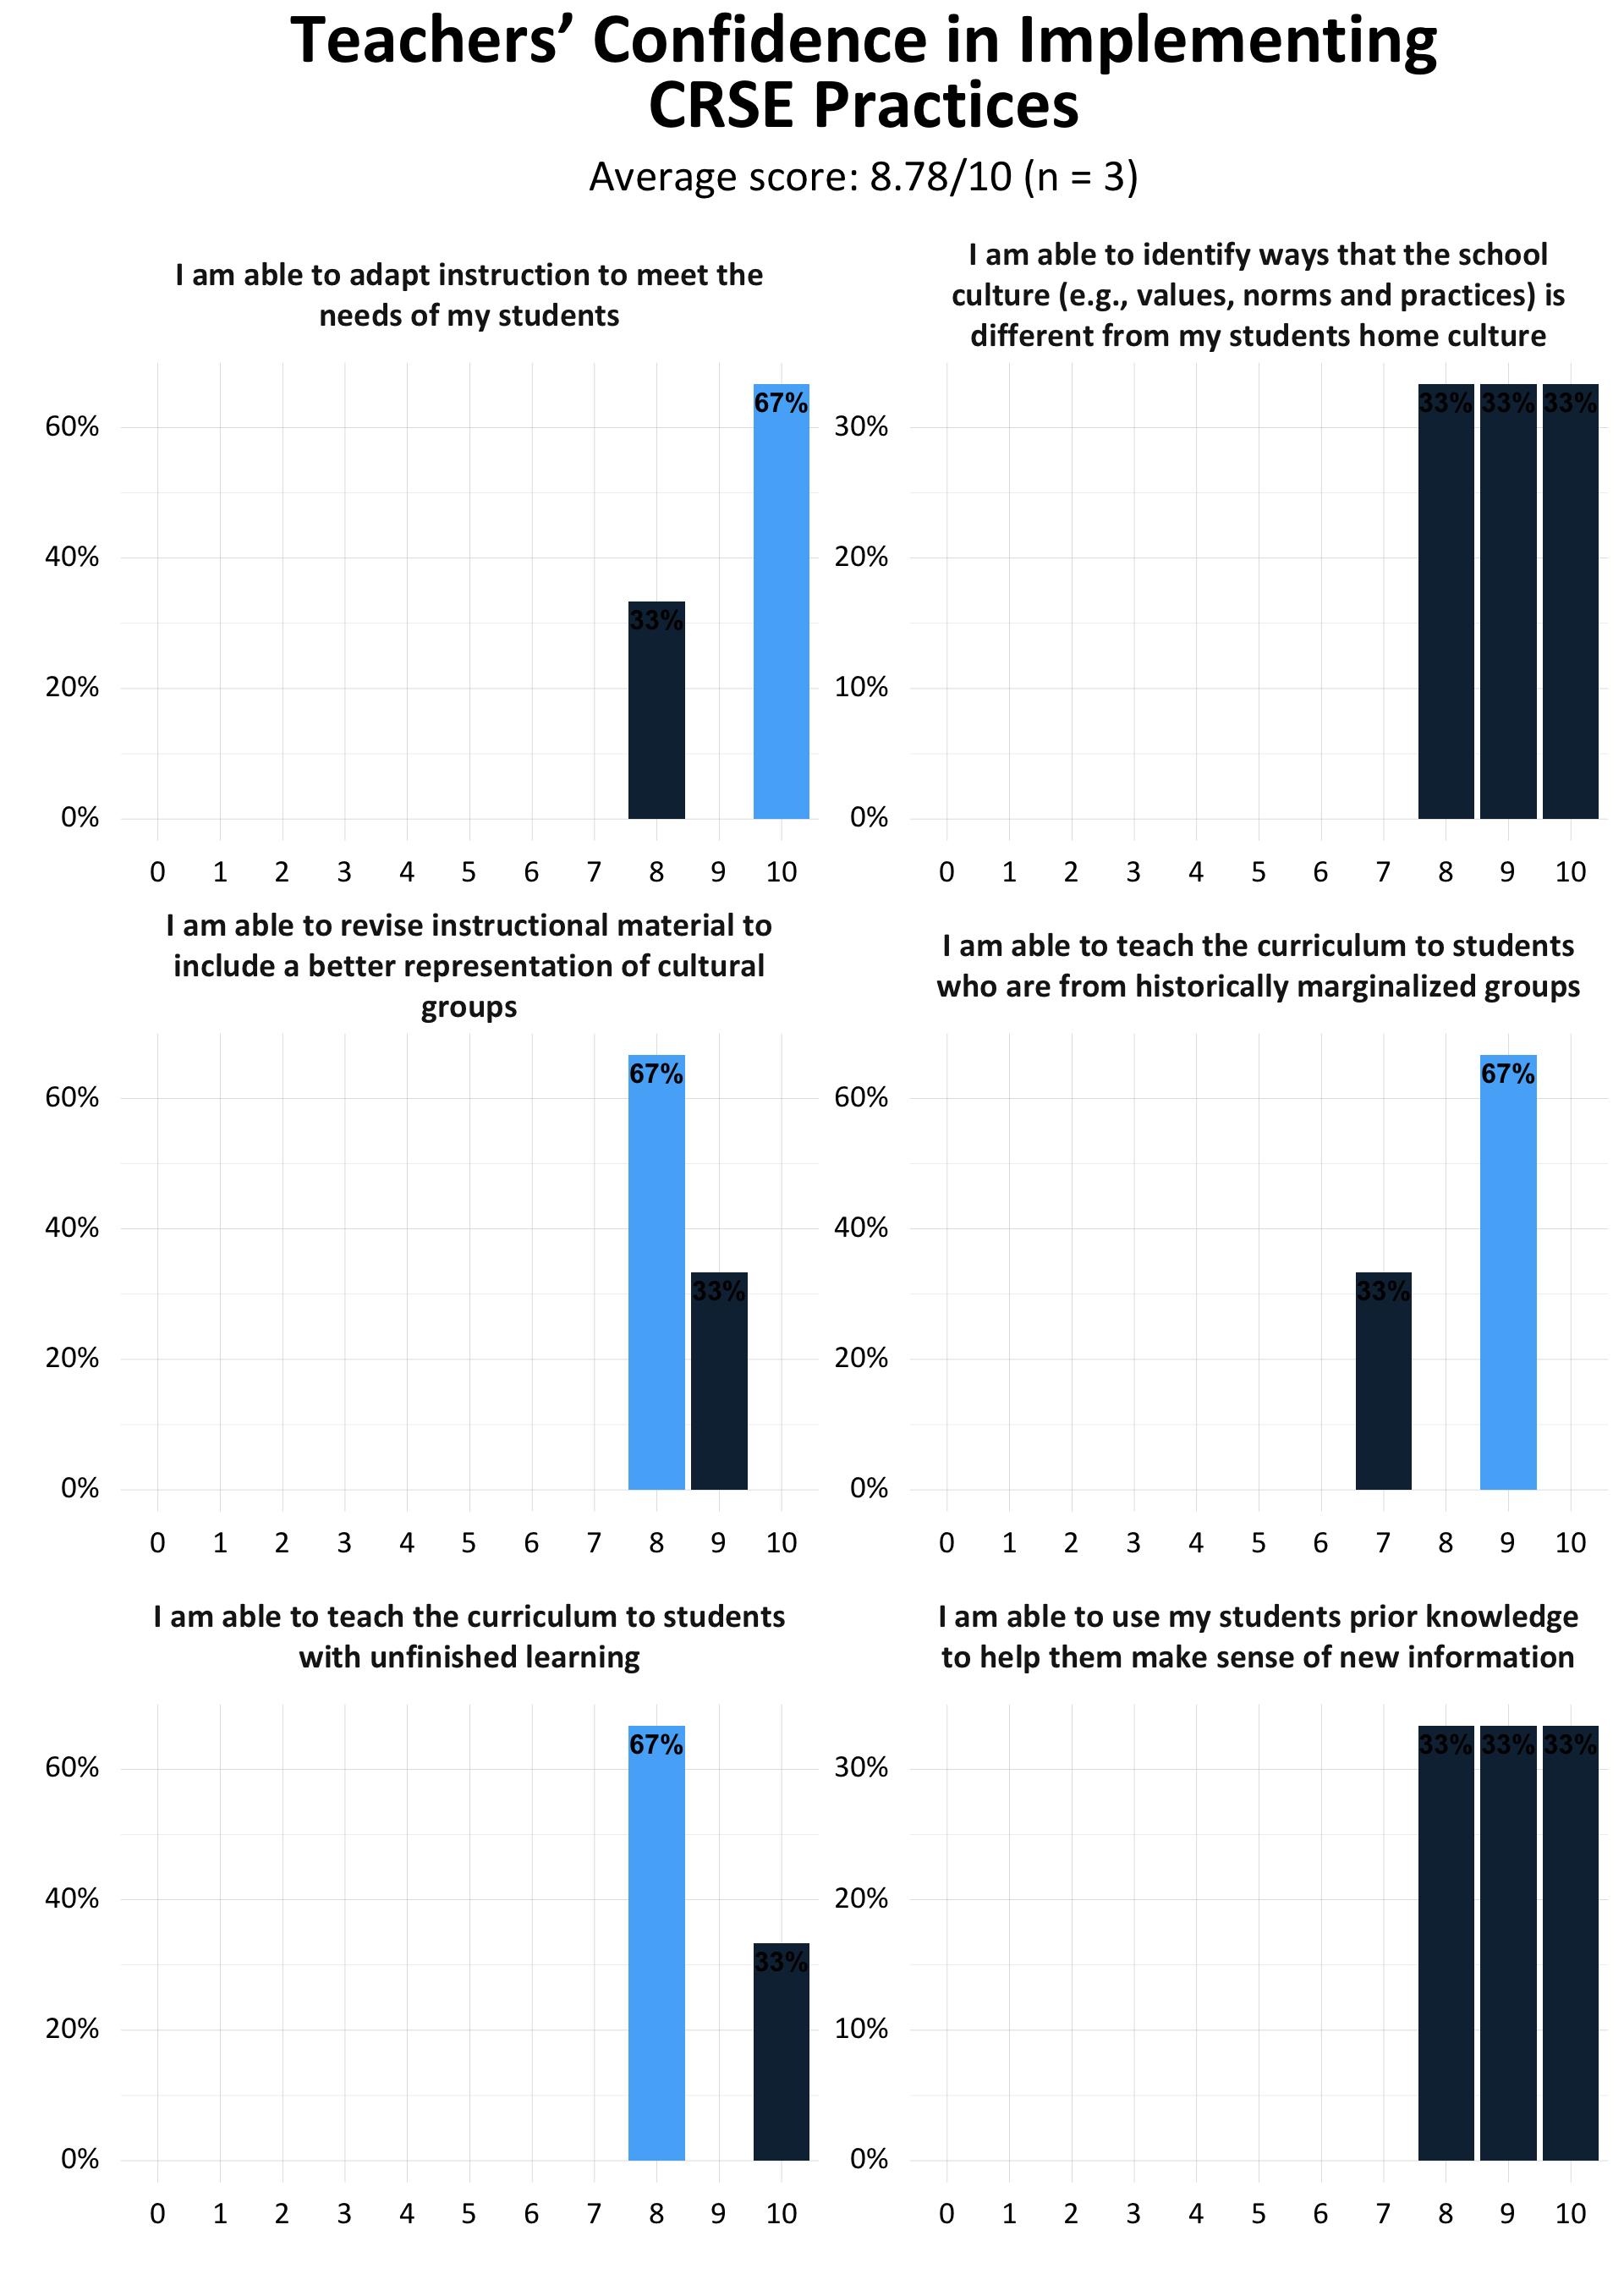 Teachers’ Confidence in Implementing
CRSE Practices
Average score: 8.78/10 (n = 3)
I am able to adapt instruction to meet the
needs of my students
60%
40%
20%
0%
33%
67%
0 1 2 3 4 5 6 7 8 9 10
I am able to identify ways that the school
culture (e.g., values, norms and practices) is
different from my students home culture
30%
20%
10%
0%
33% 33% 33%
0 1 2 3 4 5 6 7 8 9 10
I am able to revise instructional material to
include a better representation of cultural
groups
60%
40%
20%
0%
67%
33%
0 1 2 3 4 5 6 7 8 9 10
I am able to teach the curriculum to students
who are from historically marginalized groups
60%
40%
20%
0%
33%
67%
0 1 2 3 4 5 6 7 8 9 10
I am able to teach the curriculum to students
with unfinished learning
60%
40%
20%
0%
67%
33%
0 1 2 3 4 5 6 7 8 9 10
I am able to use my students prior knowledge
to help them make sense of new information
30%
20%
10%
0%
33% 33% 33%
0 1 2 3 4 5 6 7 8 9 10